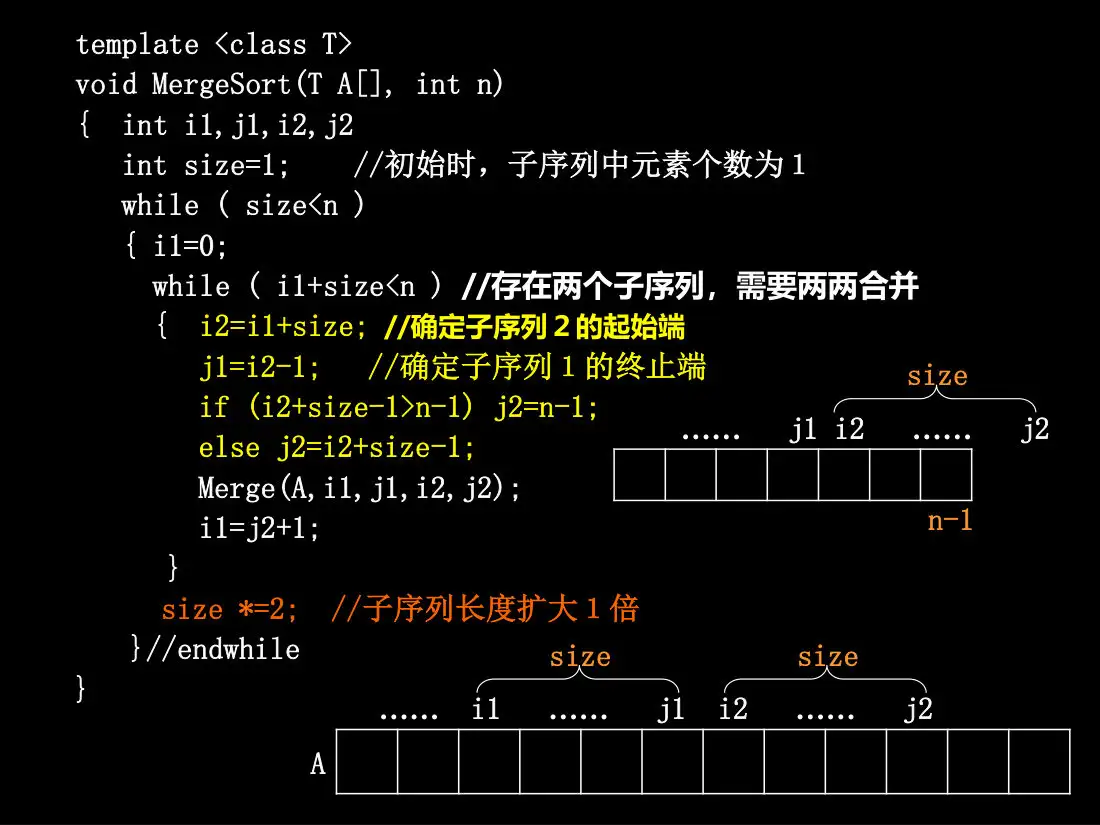 template <class T>
void MergeSort(T A[], int n)
{ int i1,j1,i2,j2
int size=1; //初始时，子序列中元素个数为1
while ( size<n )
{ i1=0;
while ( i1+size<n ) //存在两个子序列，需要两两合并
{ i2=i1+size; //确定子序列2的起始端
j1=i2-1; //确定子序列1的终止端
if (i2+size-1>n-1) j2=n-1;
else j2=i2+size-1;
Merge(A,i1,j1,i2,j2);
i1=j2+1;
}
size *=2; //子序列长度扩大1倍
}//endwhile
}
size
…… j1 i2 …… j2
n-1
size size
…… i1 …… j1 i2 …… j2
A